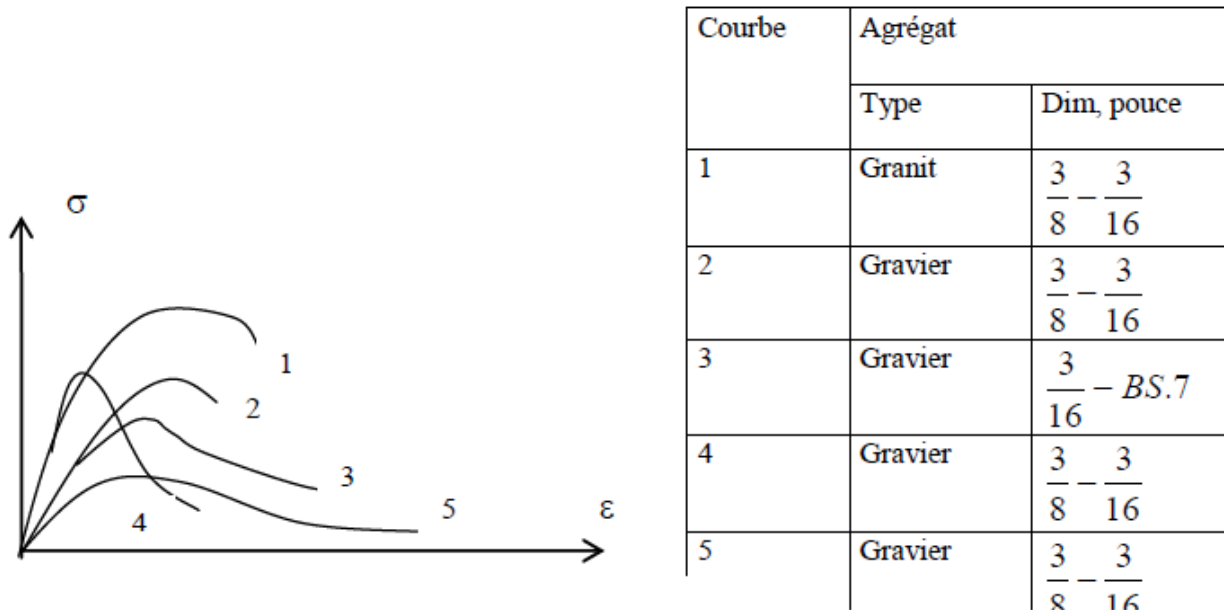 σ
1
2
3
4
5
ε
Courbe Agrégat
Type Dim, pouce
1 Granit 3/8 – 3/16
2 Gravier 3/8 – 3/16
3 Gravier 3/16 – BS.7
4 Gravier 3/8 – 3/16
5 Gravier 3/8 – 3/16